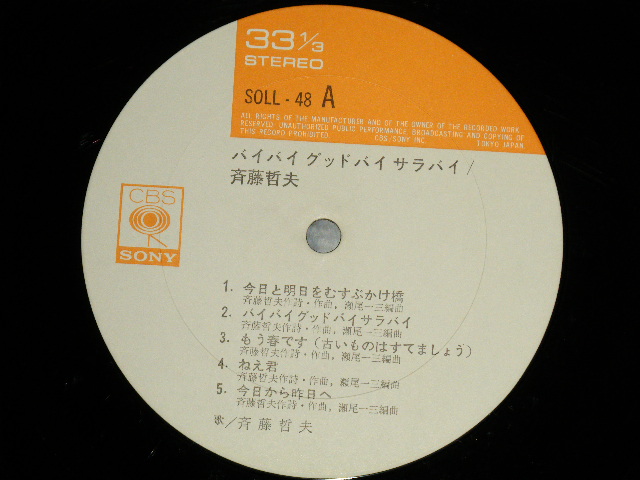 33 1/3
STEREO
SOLL - 48 A
ALL RIGHTS OF THE MANUFACTURER AND OF THE OWNER OF THE RECORDED WORK
RESERVED. UNAUTHORIZED PUBLIC PERFORMANCE, BROADCASTING AND COPYING OF
THIS RECORD PROHIBITED. CBS/SONY INC. TOKYO JAPAN
バイバイ グッドバイ サラバイ /
斉藤哲夫
CBS
SONY
1. 今日と明日をむすぶかけ橋
斉藤哲夫作詩・作曲, 瀬尾一三編曲
2. バイバイグッドバイサラバイ
斉藤哲夫作詩・作曲, 瀬尾一三編曲
3. もう春です (古いものはすてましょう)
斉藤哲夫作詩・作曲, 瀬尾一三編曲
4. ねえ君
斉藤哲夫作詩・作曲, 瀬尾一三編曲
5. 今日から昨日へ
斉藤哲夫作詩・作曲, 瀬尾一三編曲
歌/斉藤哲夫